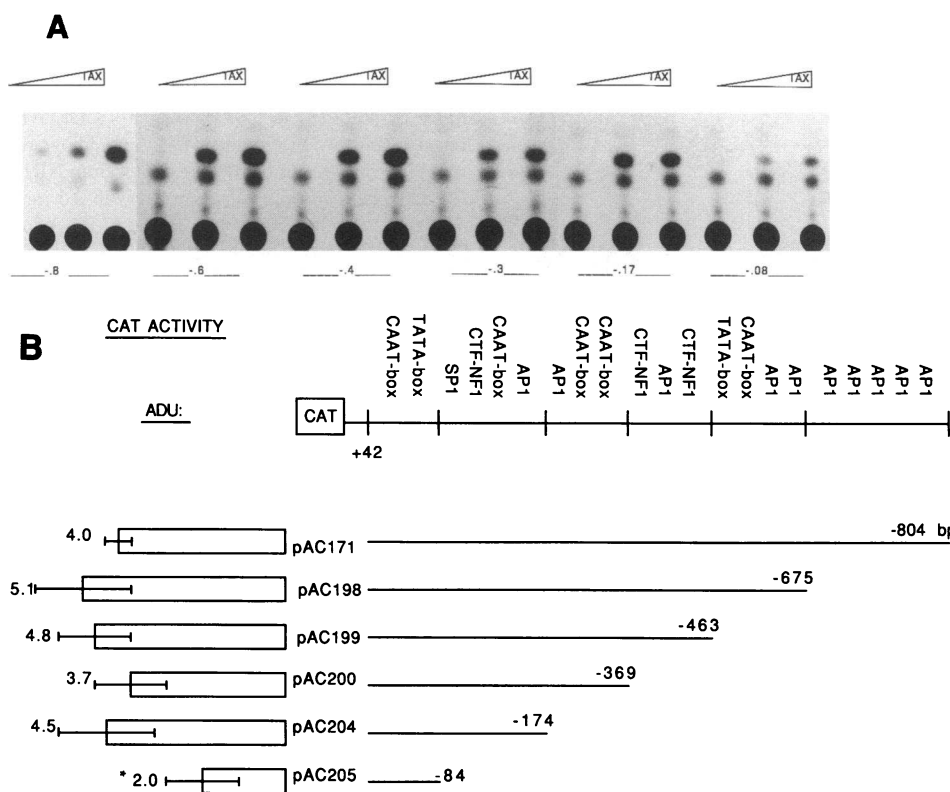 A
TAX TAX TAX TAX TAX TAX
-.8 -.6 -.4 -.3 -.17 -.08
B
CAT ACTIVITY
CAAT-box
TATA-box
SP1
CTF-NF1
CAAT-box
AP1
AP1
CAAT-box
CAAT-box
CTF-NF1
AP1
CTF-NF1
TATA-box
CAAT-box
AP1
AP1
AP1
AP1
AP1
AP1
AP1
ADU:
CAT
+42
4.0 pAC171 -804 bp
5.1 pAC198 -675
4.8 pAC199 -463
3.7 pAC200 -369
4.5 pAC204 -174
* 2.0 pAC205 -84